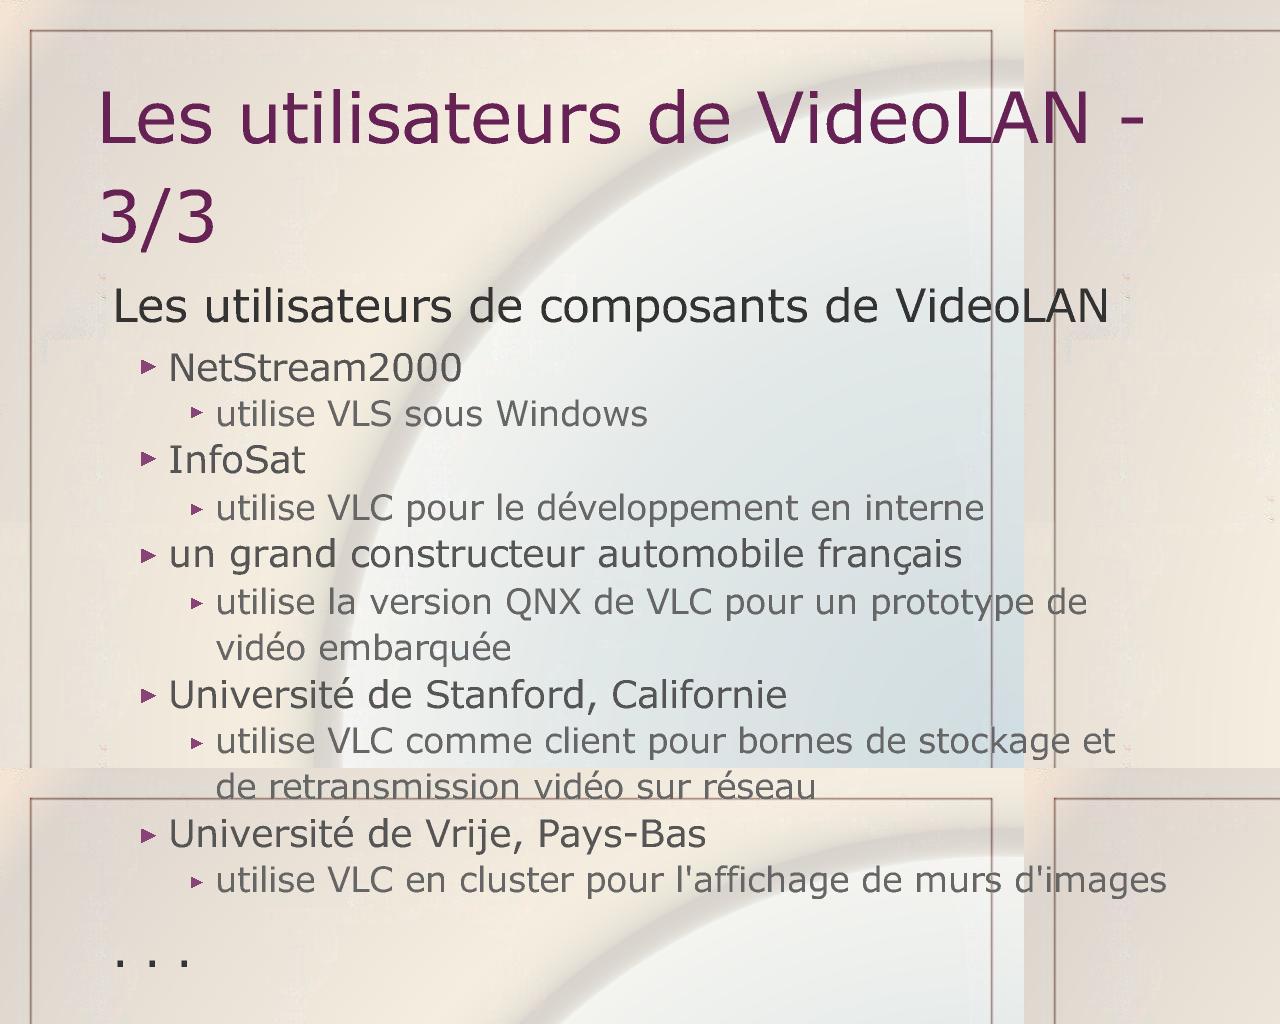 Les utilisateurs de VideoLAN -
3/3
Les utilisateurs de composants de VideoLAN
NetStream2000
utilise VLS sous Windows
InfoSat
utilise VLC pour le développement en interne
un grand constructeur automobile français
utilise la version QNX de VLC pour un prototype de
vidéo embarquée
Université de Stanford, Californie
utilise VLC comme client pour bornes de stockage et
de retransmission vidéo sur réseau
Université de Vrije, Pays-Bas
utilise VLC en cluster pour l'affichage de murs d'images
. . .